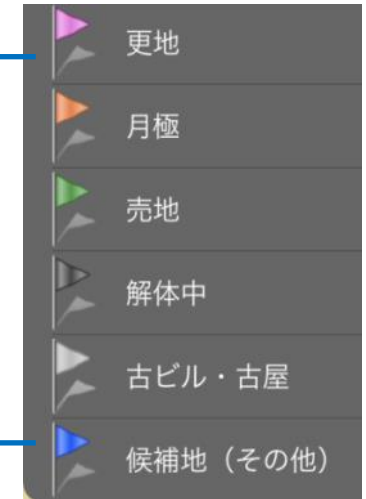 更地
月極
売地
解体中
古ビル・古屋
候補地（その他）